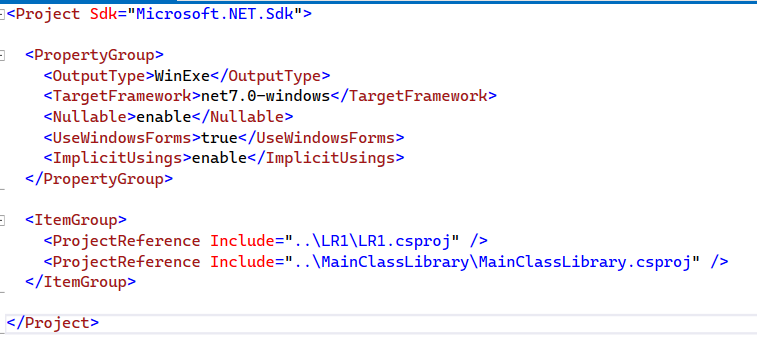 <Project Sdk="Microsoft.NET.Sdk">
<PropertyGroup>
<OutputType>WinExe</OutputType>
<TargetFramework>net7.0-windows</TargetFramework>
<Nullable>enable</Nullable>
<UseWindowsForms>true</UseWindowsForms>
<ImplicitUsings>enable</ImplicitUsings>
</PropertyGroup>
<ItemGroup>
<ProjectReference Include="..\LR1\LR1.csproj" />
<ProjectReference Include="..\MainClassLibrary\MainClassLibrary.csproj" />
</ItemGroup>
</Project>